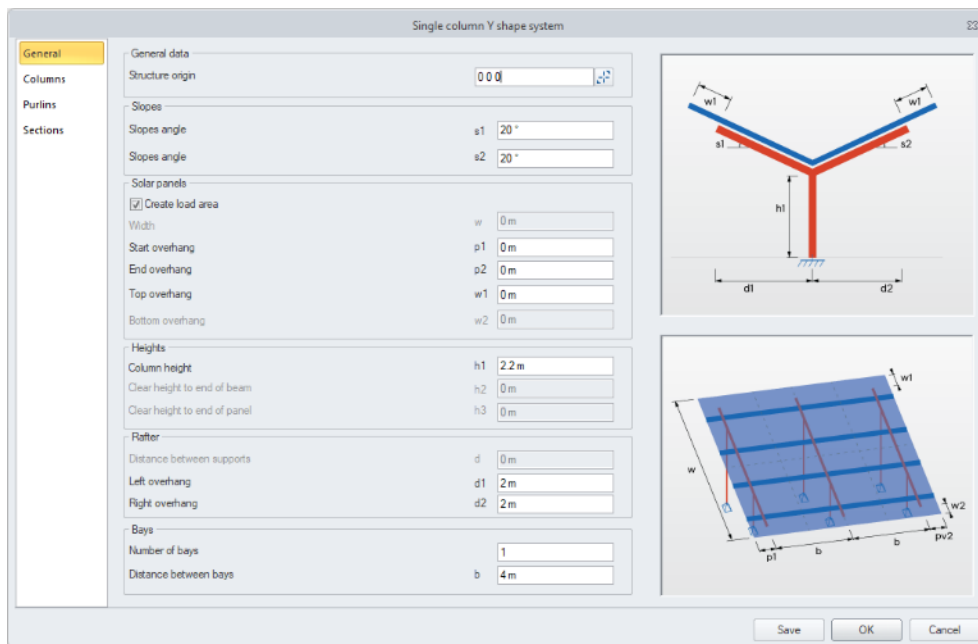 Single column Y shape system
General
Columns
Purlins
Sections
General data
Structure origin 0 0 0
Slopes
Slopes angle s1 20 °
Slopes angle s2 20 °
Solar panels
Create load area
Width w 0 m
Start overhang p1 0 m
End overhang p2 0 m
Top overhang w1 0 m
Bottom overhang w2 0 m
Heights
Column height h1 2.2 m
Clear height to end of beam h2 0 m
Clear height to end of panel h3 0 m
Rafter
Distance between supports d 0 m
Left overhang d1 2 m
Right overhang d2 2 m
Bays
Number of bays 1
Distance between bays b 4 m
w1 w1
s1 s2
h1
d1 d2
w1
w
w2
p1 b b pv2
Save OK Cancel